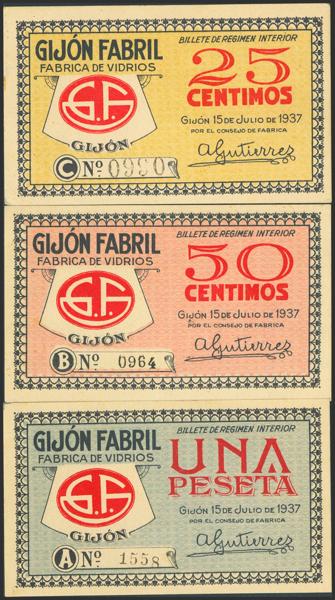 GIJÓN FABRIL
FABRICA DE VIDRIOS
G.F.
GIJÓN
C Nº 0990
BILLETE DE REGIMEN INTERIOR
25
CENTIMOS
GIJÓN 15 DE JULIO DE 1937
POR EL CONSEJO DE FABRICA
AGutierrez
GIJÓN FABRIL
FABRICA DE VIDRIOS
G.F.
GIJÓN
B Nº 0964
BILLETE DE REGIMEN INTERIOR
50
CENTIMOS
GIJÓN 15 DE JULIO DE 1937
POR EL CONSEJO DE FABRICA
AGutierrez
GIJÓN FABRIL
FABRICA DE VIDRIOS
G.F.
GIJÓN
A Nº 1558
BILLETE DE REGIMEN INTERIOR
UNA
PESETA
GIJÓN 15 DE JULIO DE 1937
POR EL CONSEJO DE FABRICA
AGutierrez